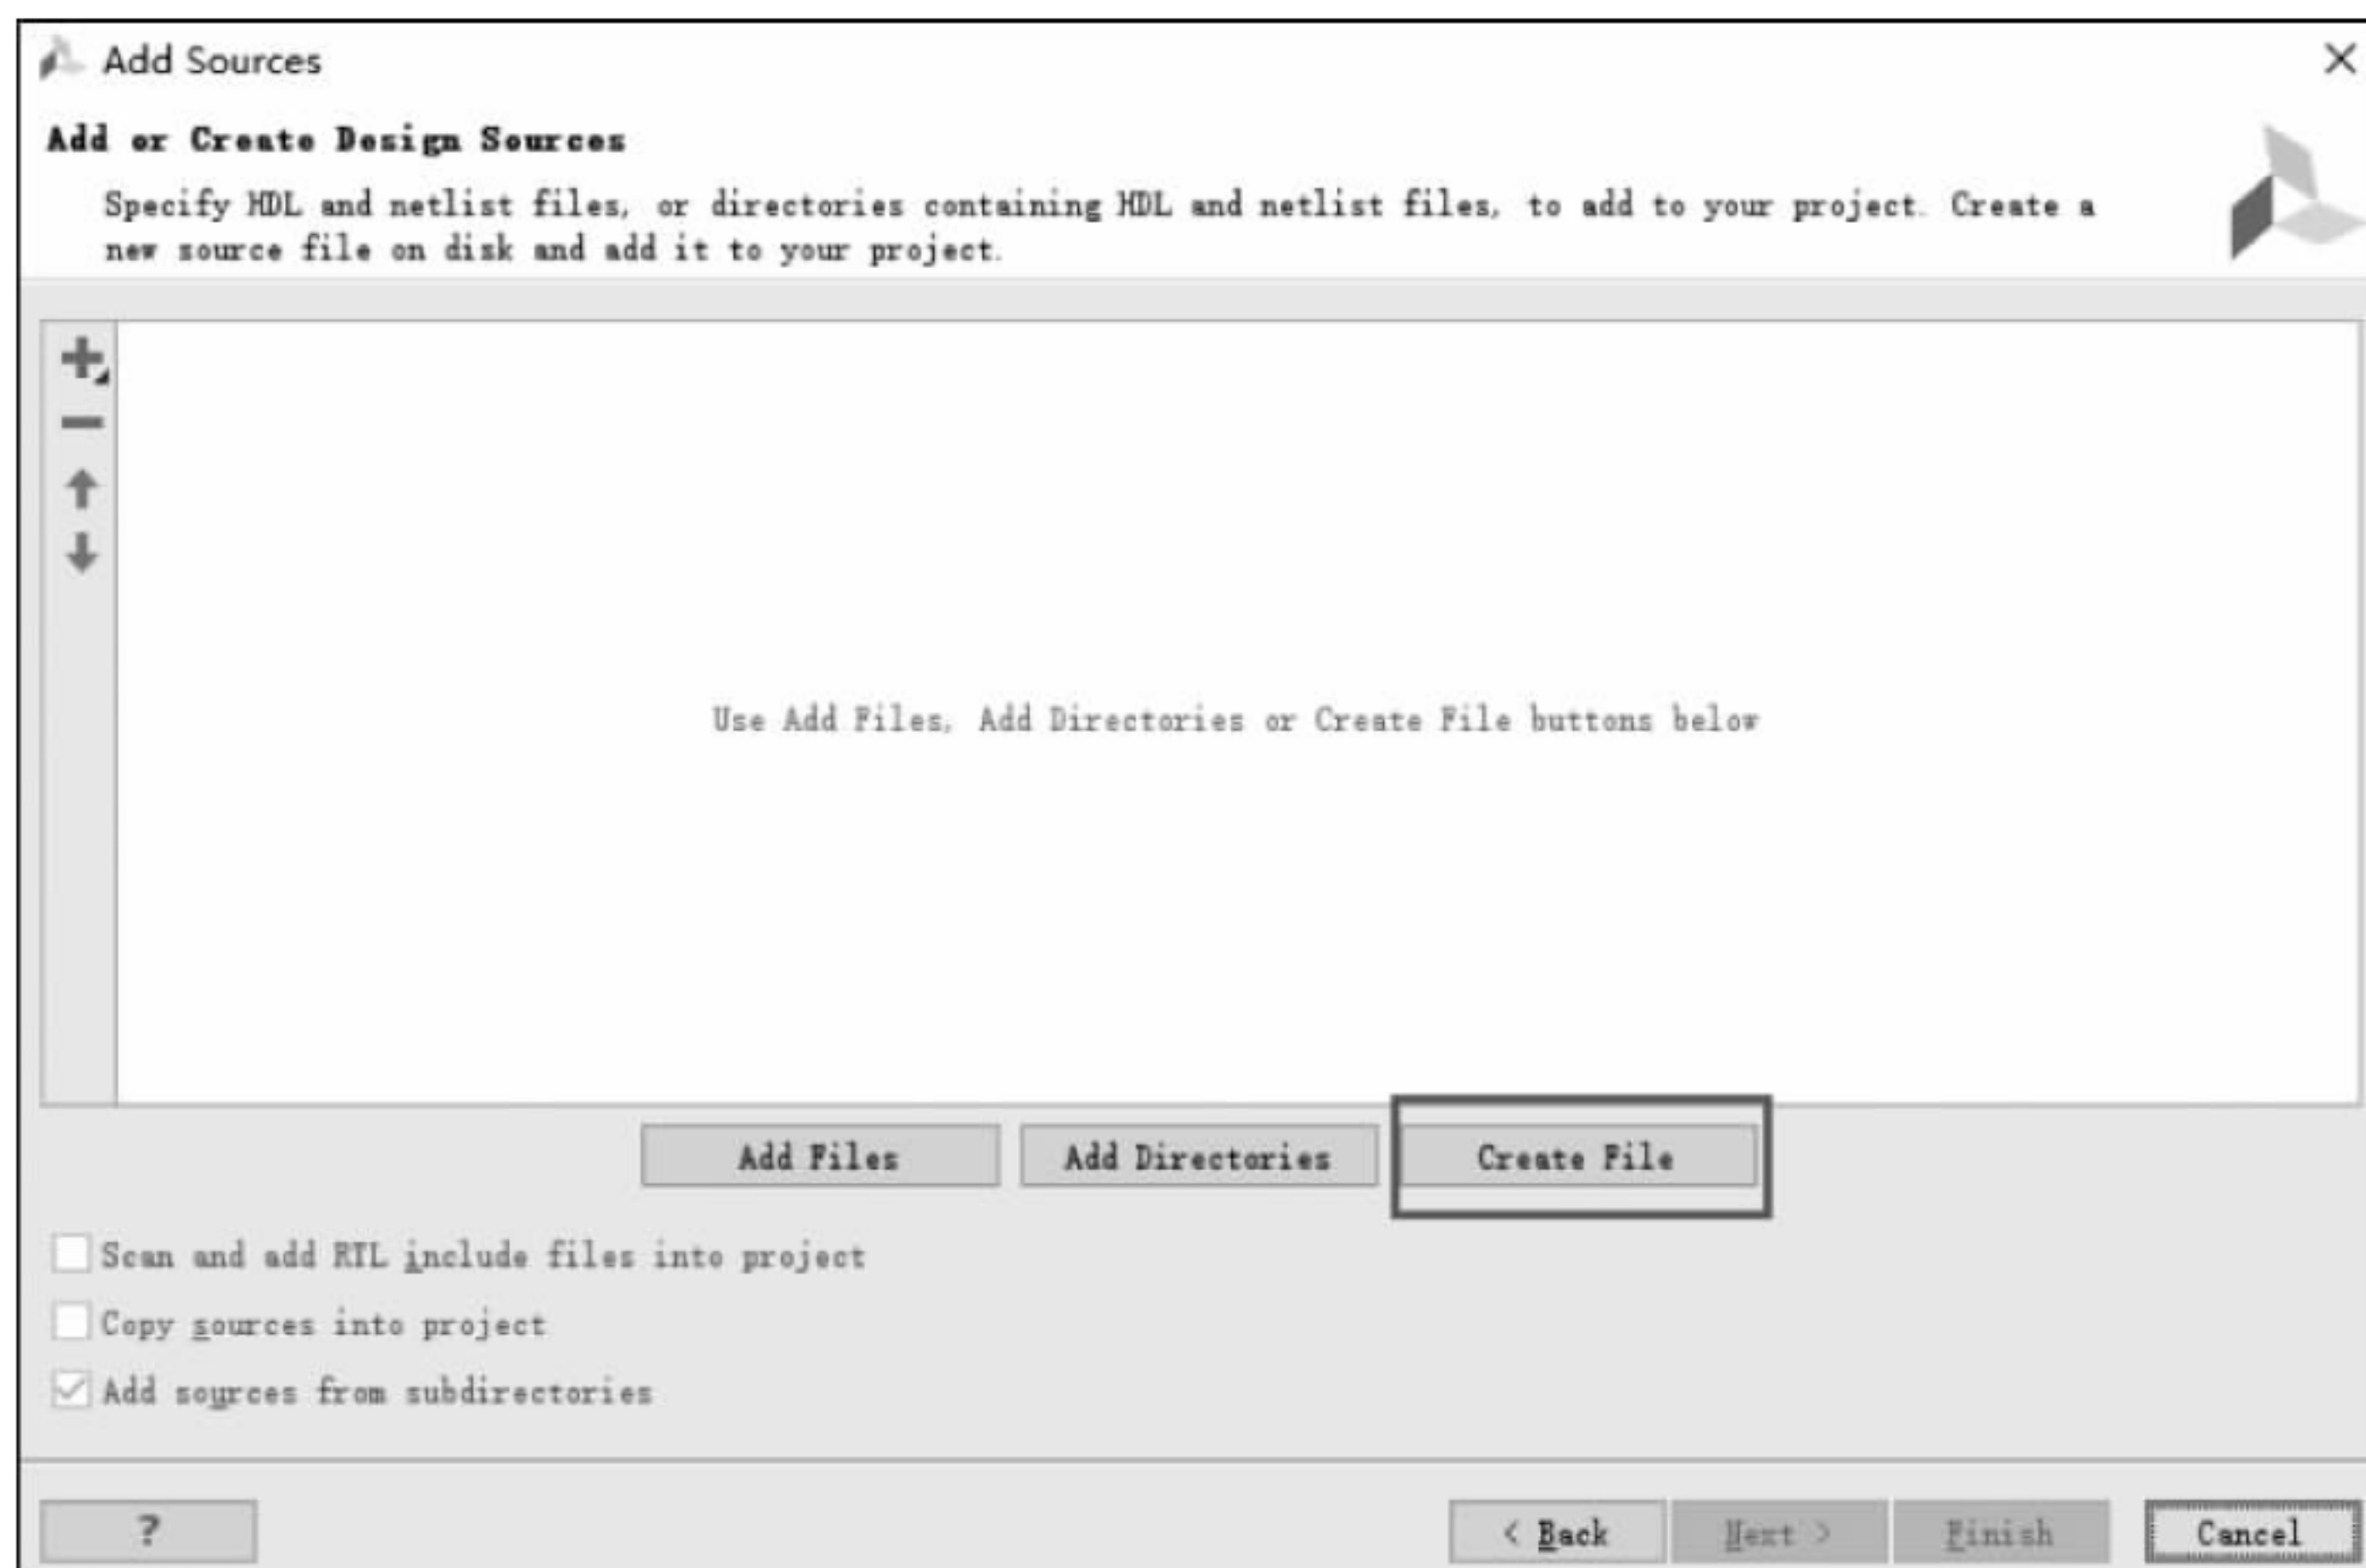 Add Sources
Add or Create Design Sources
Specify HDL and netlist files, or directories containing HDL and netlist files, to add to your project. Create a
new source file on disk and add it to your project.
Use Add Files, Add Directories or Create File buttons below
Add Files Add Directories Create File
Scan and add RTL include files into project
Copy sources into project
Add sources from subdirectories
? < Back Next > Finish Cancel